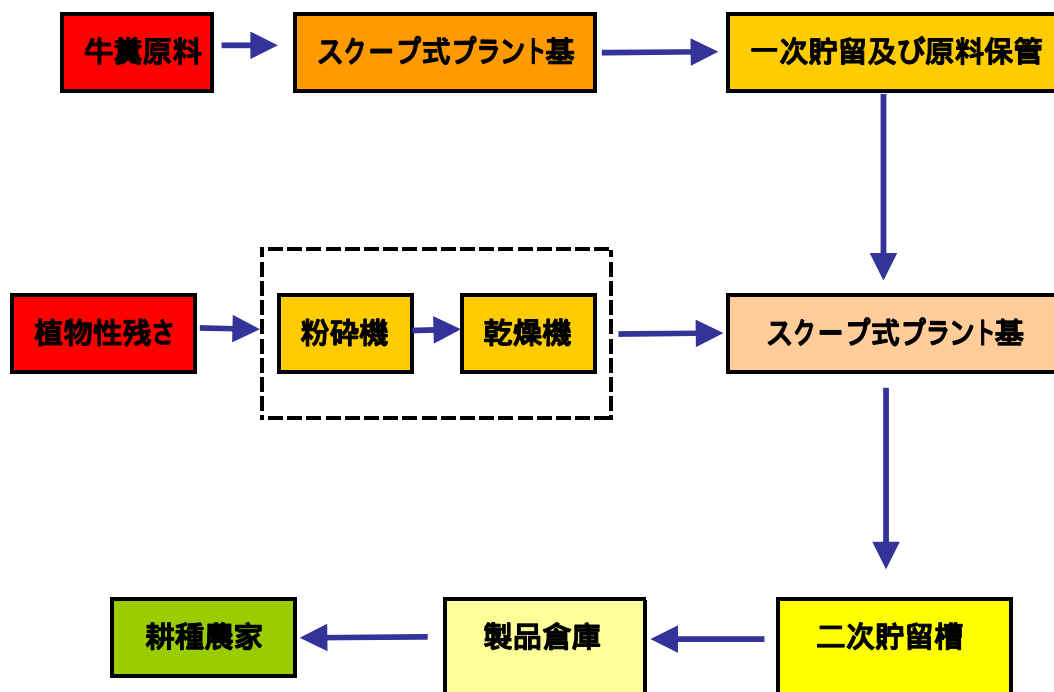 牛糞原料
スクープ式プラント基
一次貯留及び原料保管
植物性残さ
粉砕機
乾燥機
スクープ式プラント基
耕種農家
製品倉庫
二次貯留槽